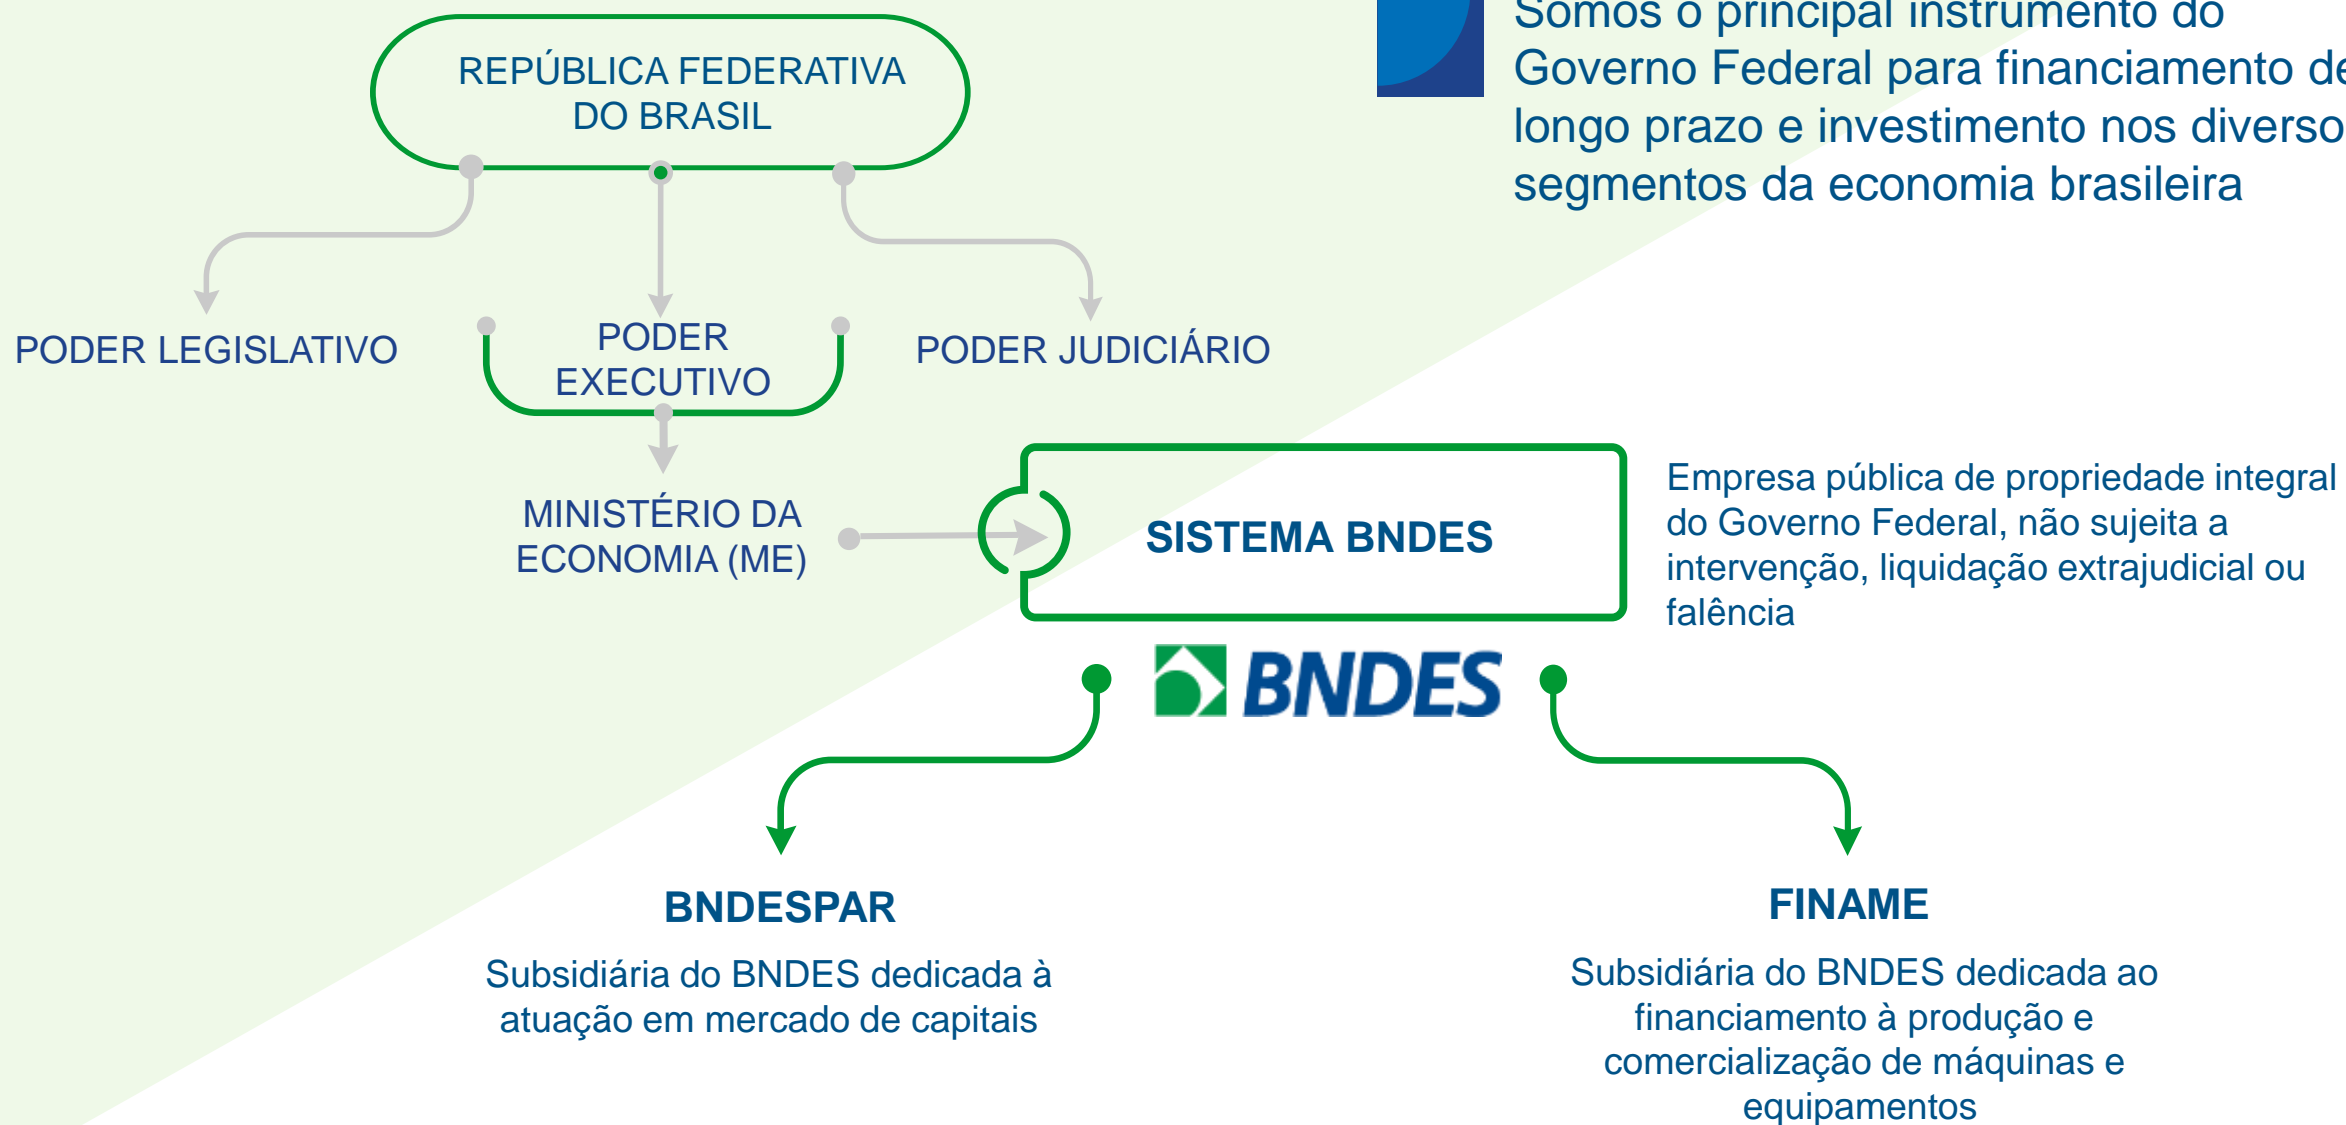 Somos o principal instrumento do
Governo Federal para financiamento de
longo prazo e investimento nos diverso
segmentos da economia brasileira
REPÚBLICA FEDERATIVA
DO BRASIL
PODER LEGISLATIVO
PODER
EXECUTIVO
PODER JUDICIÁRIO
MINISTÉRIO DA
ECONOMIA (ME)
SISTEMA BNDES
Empresa pública de propriedade integral
do Governo Federal, não sujeita a
intervenção, liquidação extrajudicial ou
falência
BNDES
BNDESPAR
Subsidiária do BNDES dedicada à
atuação em mercado de capitais
FINAME
Subsidiária do BNDES dedicada ao
financiamento à produção e
comercialização de máquinas e
equipamentos